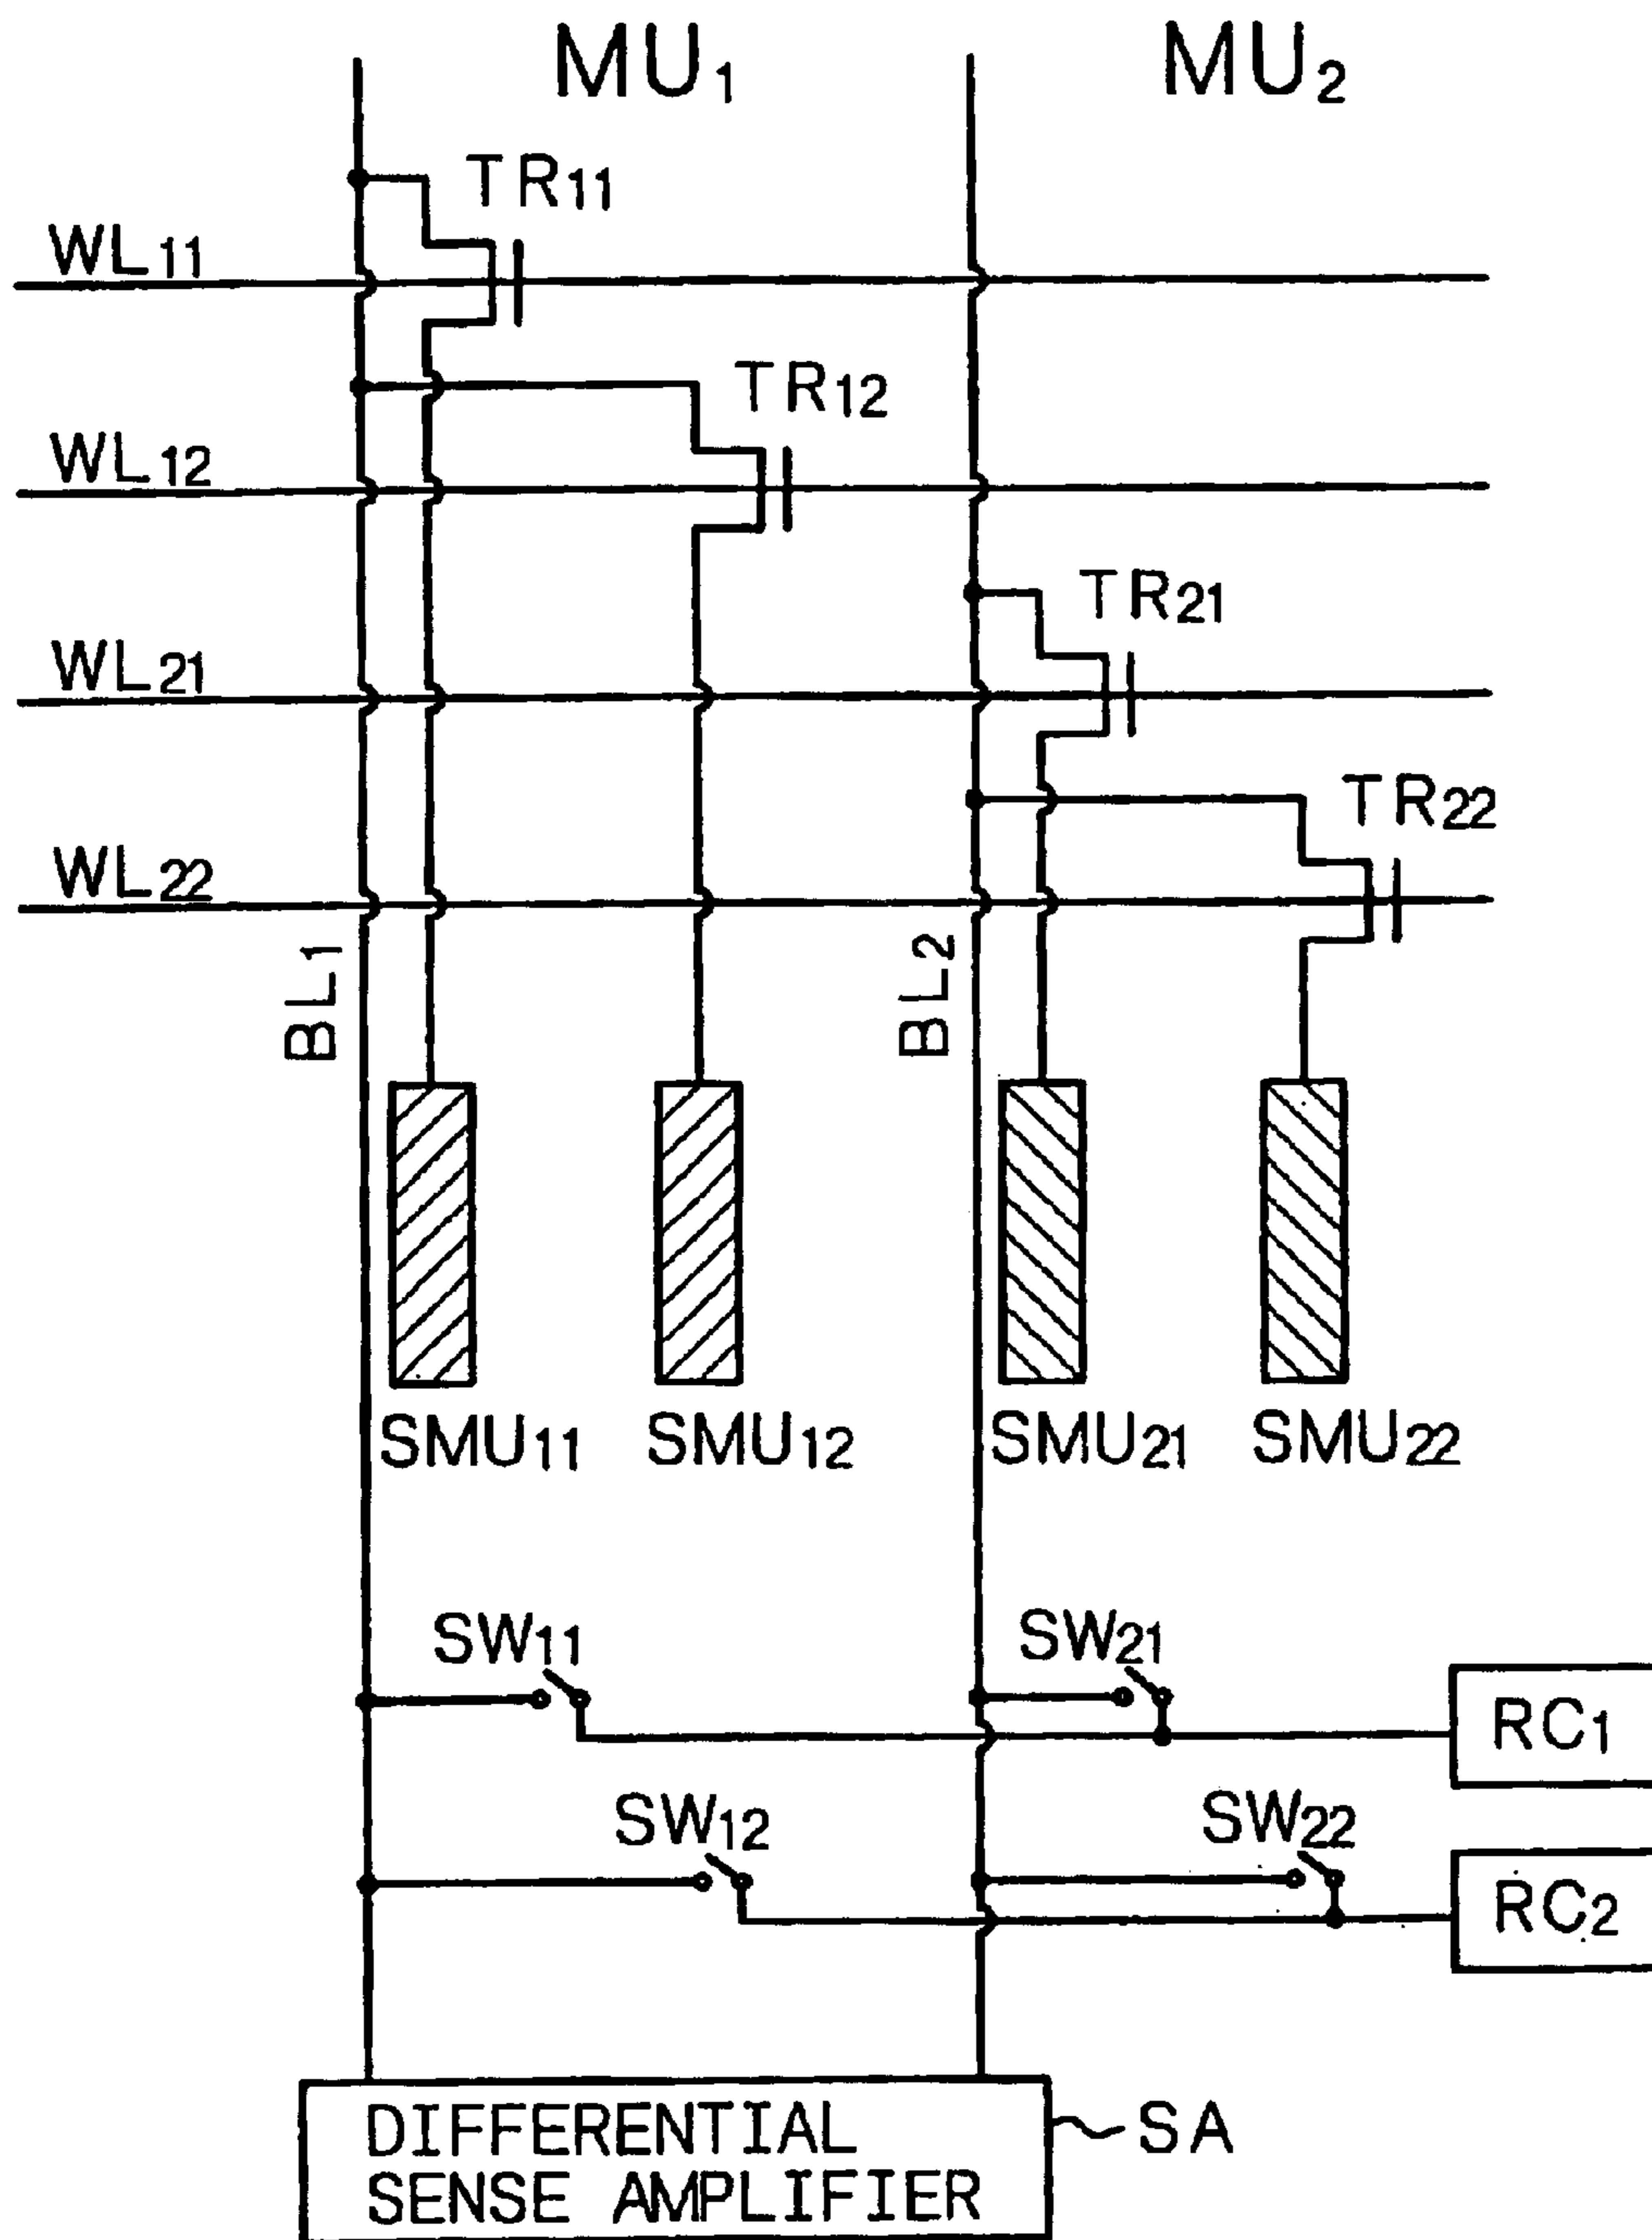 MU1
MU2
TR11
WL11
TR12
WL12
TR21
WL21
TR22
WL22
BL1
BL2
SMU11
SMU12
SMU21
SMU22
SW11
SW21
RC1
SW12
SW22
RC2
DIFFERENTIAL
SENSE AMPLIFIER
SA